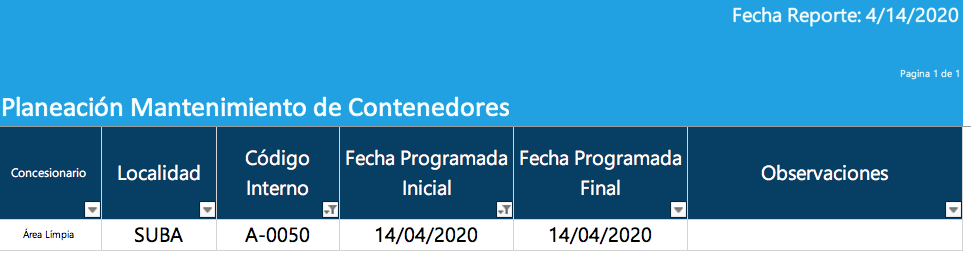 Fecha Reporte: 4/14/2020
Pagina 1 de 1
Planeación Mantenimiento de Contenedores
Concesionario
Localidad
Código
Interno
Fecha Programada
Inicial
Fecha Programada
Final
Observaciones
Área Limpia
SUBA
A-0050
14/04/2020
14/04/2020